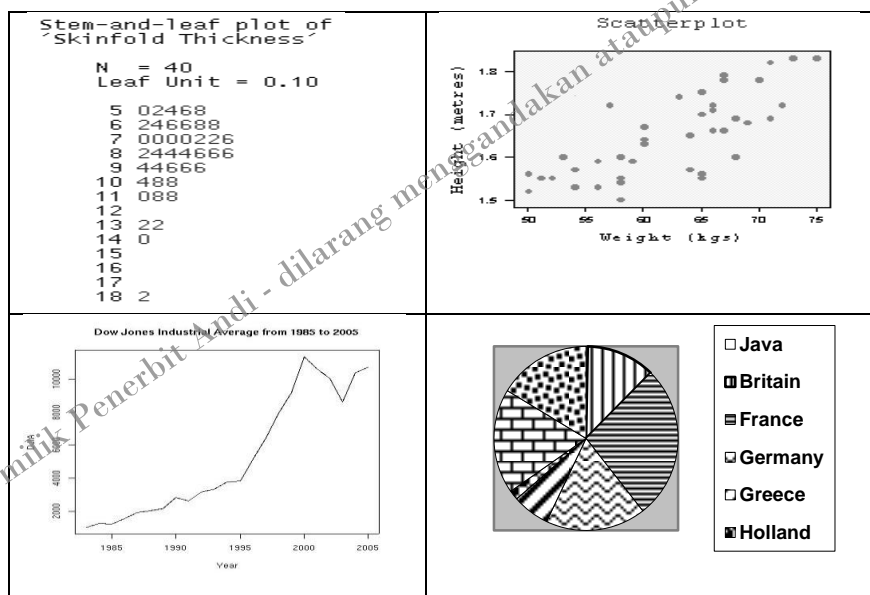 Stem-and-leaf plot of
'Skinfold Thickness'
N = 40
Leaf Unit = 0.10
5 02468
6 246688
7 0000226
8 2444666
9 44666
10 488
11 088
12
13 22
14 0
15
16
17
18 2
Scatterplot
Height (metres)
1.8
1.7
1.6
1.5
50 55 60 65 70 75
Weight (kgs)
milik Penerbit Andi - dilarang menggandakan ataupun
Dow Jones Industrial Average from 1985 to 2005
10000
8000
6000
4000
2000
1985 1990 1995 2000 2005
Year
Java
Britain
France
Germany
Greece
Holland